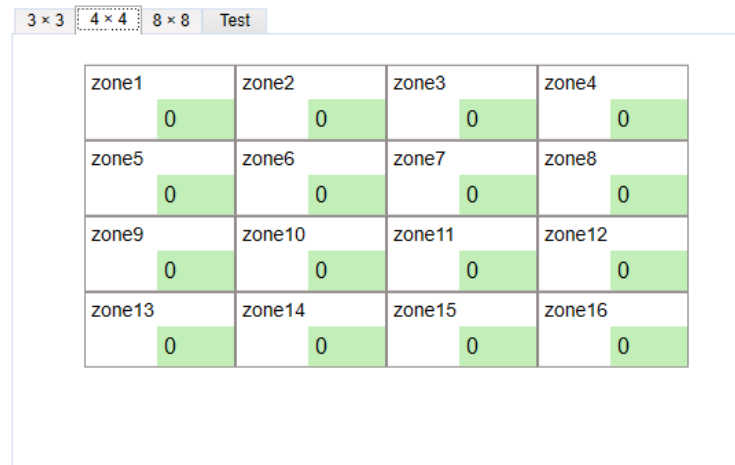 3 × 3 4 × 4 8 × 8 Test
zone1 zone2 zone3 zone4
0 0 0 0
zone5 zone6 zone7 zone8
0 0 0 0
zone9 zone10 zone11 zone12
0 0 0 0
zone13 zone14 zone15 zone16
0 0 0 0